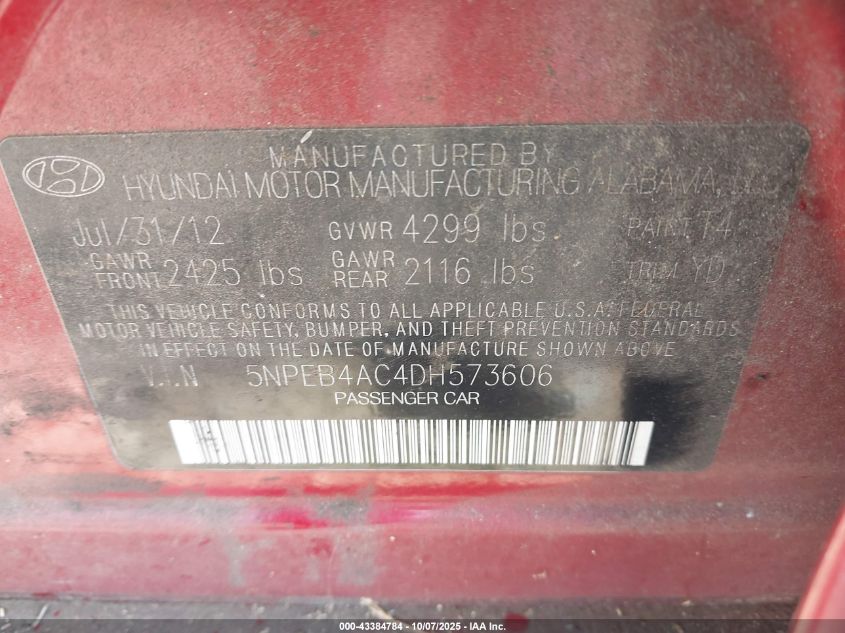 MANUFACTURED BY
HYUNDAI MOTOR MANUFACTURING ALABAMA, LLC
Jul/31/12 GVWR 4299 lbs PAINT T4
GAWR FRONT 2425 lbs GAWR REAR 2116 lbs TRIM YD
THIS VEHICLE CONFORMS TO ALL APPLICABLE U.S.A. FEDERAL
MOTOR VEHICLE SAFETY, BUMPER, AND THEFT PREVENTION STANDARDS
IN EFFECT ON THE DATE OF MANUFACTURE SHOWN ABOVE.
V.I.N 5NPEB4AC4DH573606
PASSENGER CAR
000-43384784 - 10/07/2025 - IAA Inc.